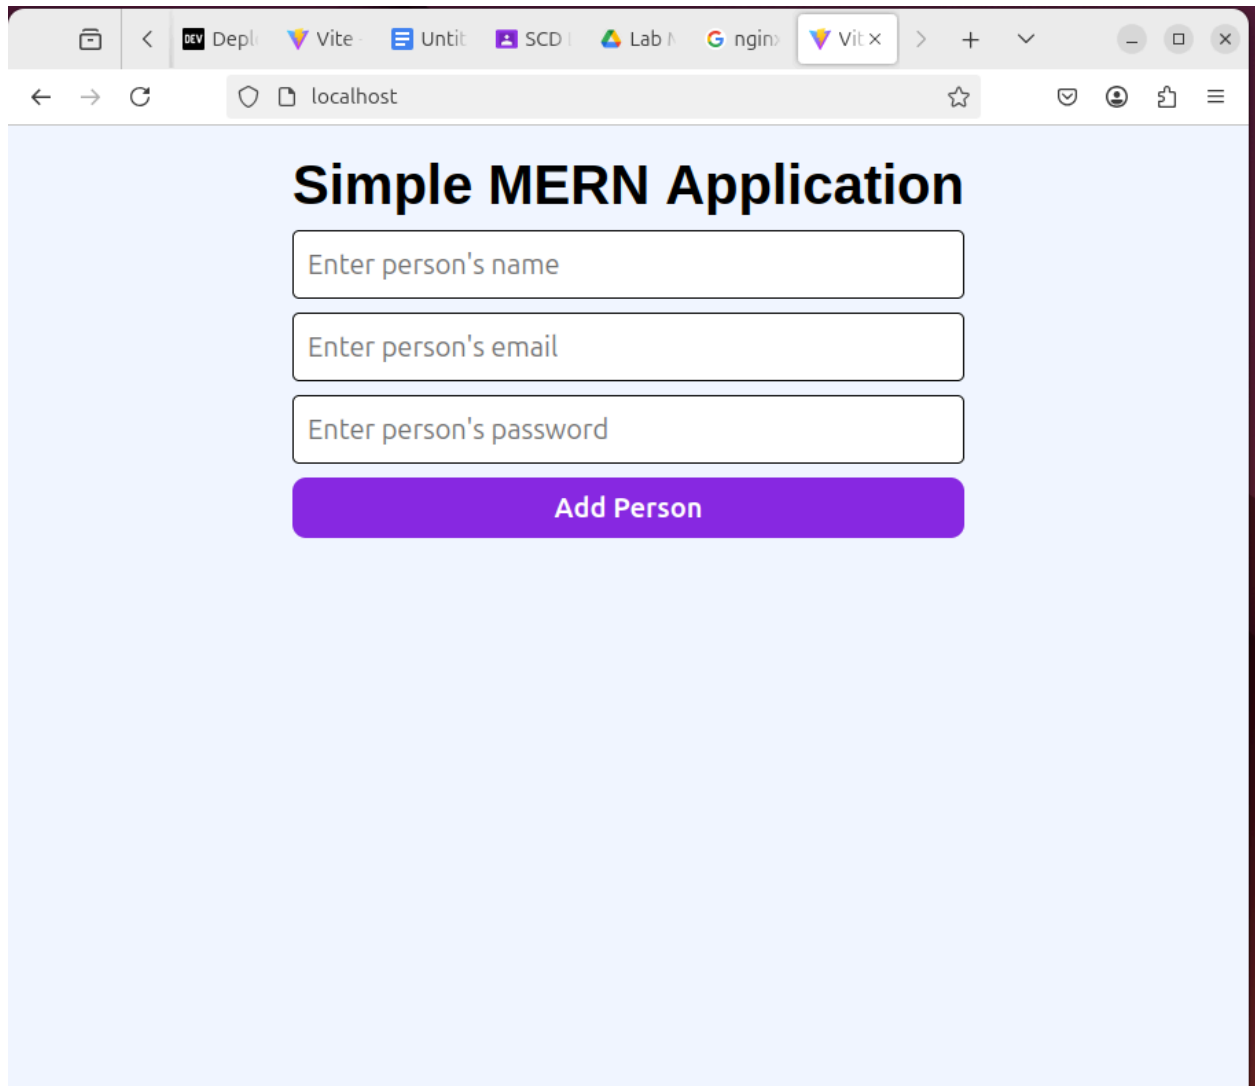 DEV Depl Vite - Untit SCD Lab M G ngin Vit
localhost
Simple MERN Application
Enter person's name
Enter person's email
Enter person's password
Add Person